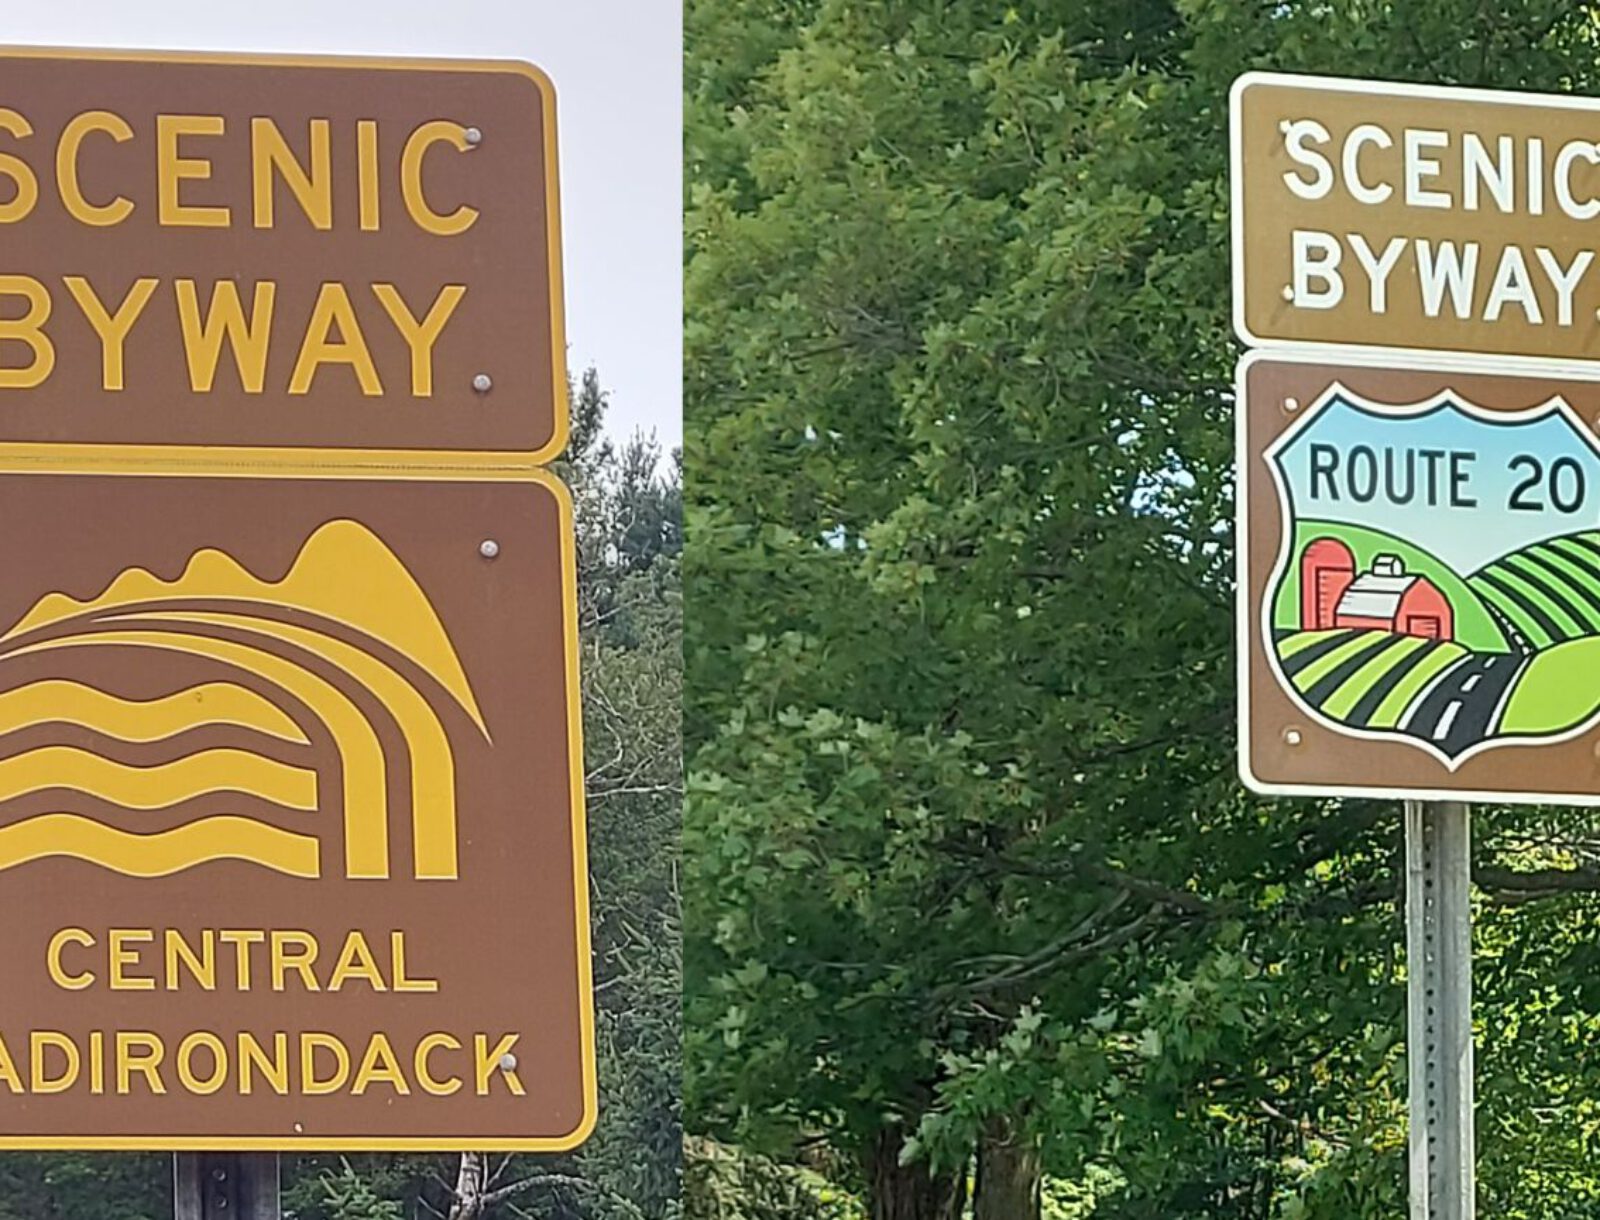 SCENIC
BYWAY
CENTRAL
ADIRONDACK
SCENIC
BYWAY
ROUTE 20